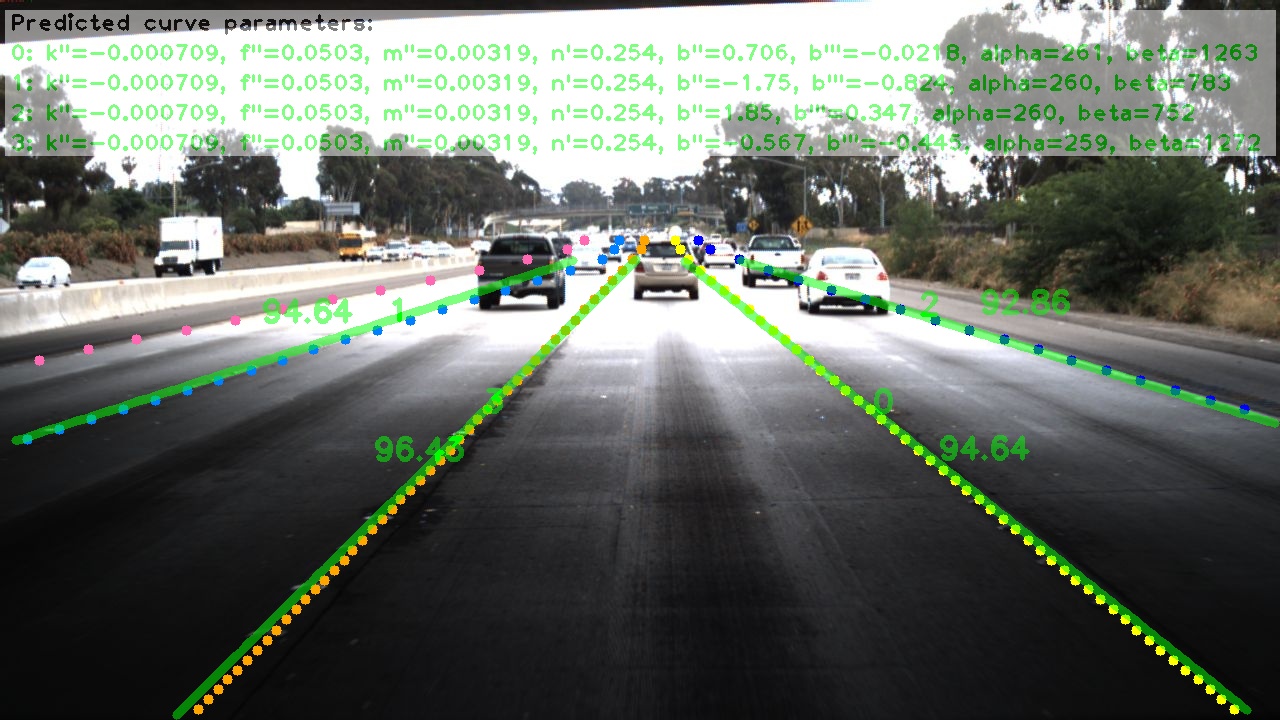 Predicted curve parameters:
0: k''=-0.000709, f''=0.0503, m''=0.00319, n'=0.254, b''=0.706, b'''=-0.0218, alpha=261, beta=1263
1: k''=-0.000709, f''=0.0503, m''=0.00319, n'=0.254, b''=-1.75, b'''=-0.824, alpha=260, beta=783
2: k''=-0.000709, f''=0.0503, m''=0.00319, n'=0.254, b''=1.85, b'''=0.347, alpha=260, beta=752
3: k''=-0.000709, f''=0.0503, m''=0.00319, n'=0.254, b''=-0.567, b'''=-0.445, alpha=259, beta=1272
94.64 1 2 92.86
3 0
96.43 94.64